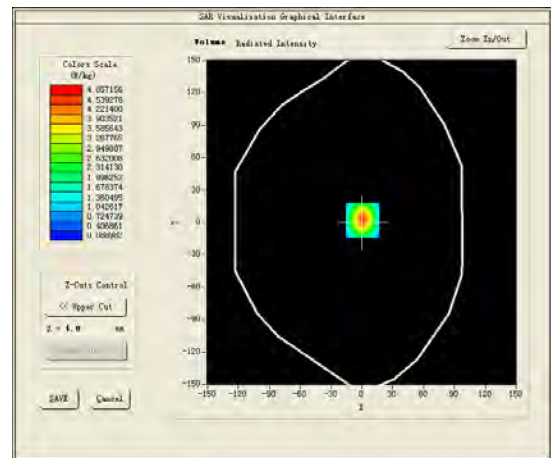 SAR Visualisation Graphical Interface
Volume Radiated Intensity
Zoom In/Out
Colors Scale
(W/kg)
4.857156
4.539278
4.221400
3.903521
3.585643
3.267765
2.949887
2.632008
2.314130
1.996252
1.678374
1.360495
1.042617
0.724739
0.406861
0.088982
150
120
90
60
30
0
-30
-60
-90
-120
-150
Y
-150 -120 -90 -60 -30 0 30 60 90 120 150
X
Z-Cuts Control
<< Upper Cut
Z = 4.0 mm
SAVE Cancel